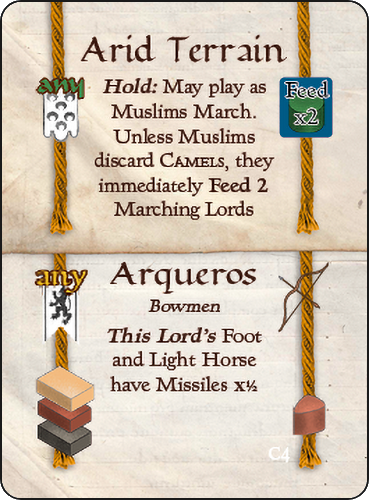 Arid Terrain
any
Hold: May play as
Muslims March.
Unless Muslims
discard CAMELS, they
immediately Feed 2
Marching Lords
Feed
x2
any
Arqueros
Bowmen
This Lord's Foot
and Light Horse
have Missiles x½
C4